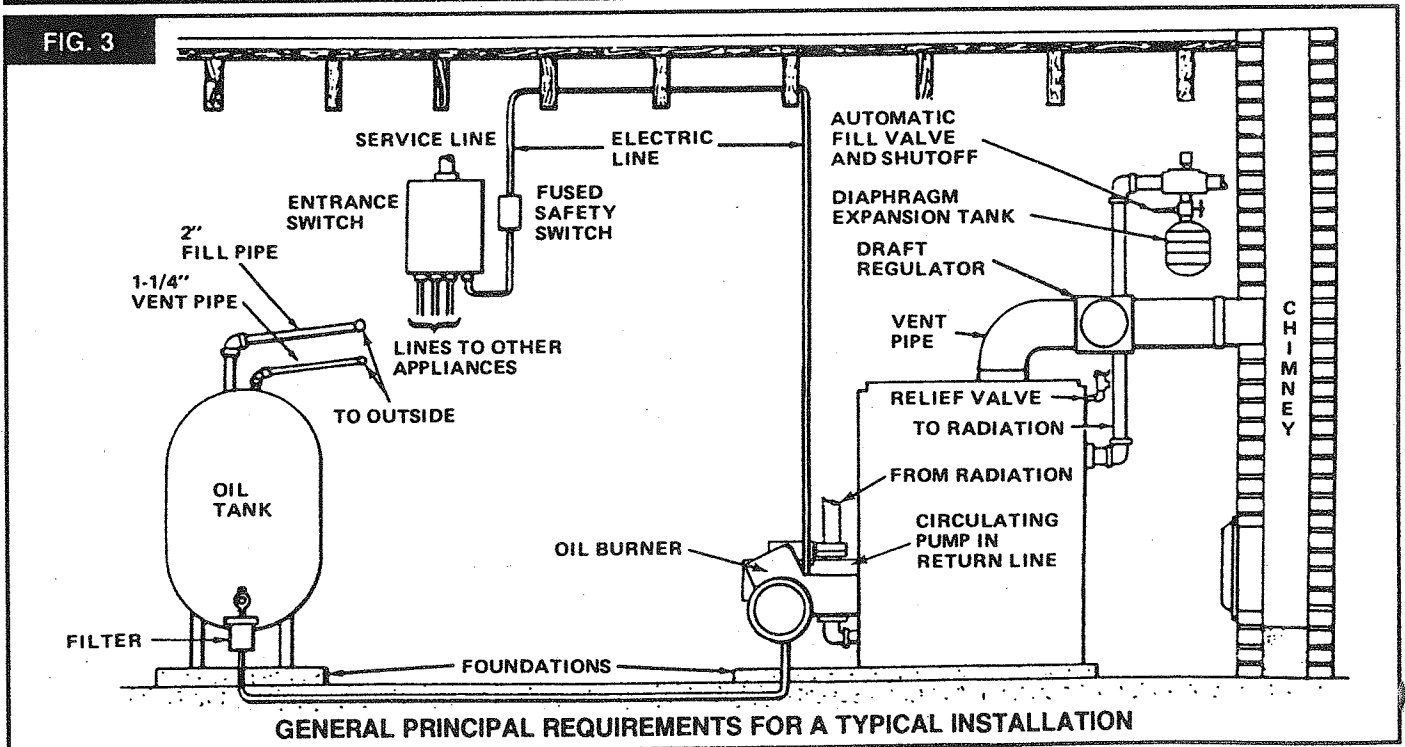 FIG. 3
SERVICE LINE
ELECTRIC
LINE
ENTRANCE
SWITCH
FUSED
SAFETY
SWITCH
2"
FILL PIPE
1-1/4"
VENT PIPE
LINES TO OTHER
APPLIANCES
TO OUTSIDE
OIL
TANK
FILTER
FOUNDATIONS
OIL BURNER
AUTOMATIC
FILL VALVE
AND SHUTOFF
DIAPHRAGM
EXPANSION TANK
DRAFT
REGULATOR
VENT
PIPE
RELIEF VALVE
TO RADIATION
FROM RADIATION
CIRCULATING
PUMP IN
RETURN LINE
CHIMNEY
GENERAL PRINCIPAL REQUIREMENTS FOR A TYPICAL INSTALLATION